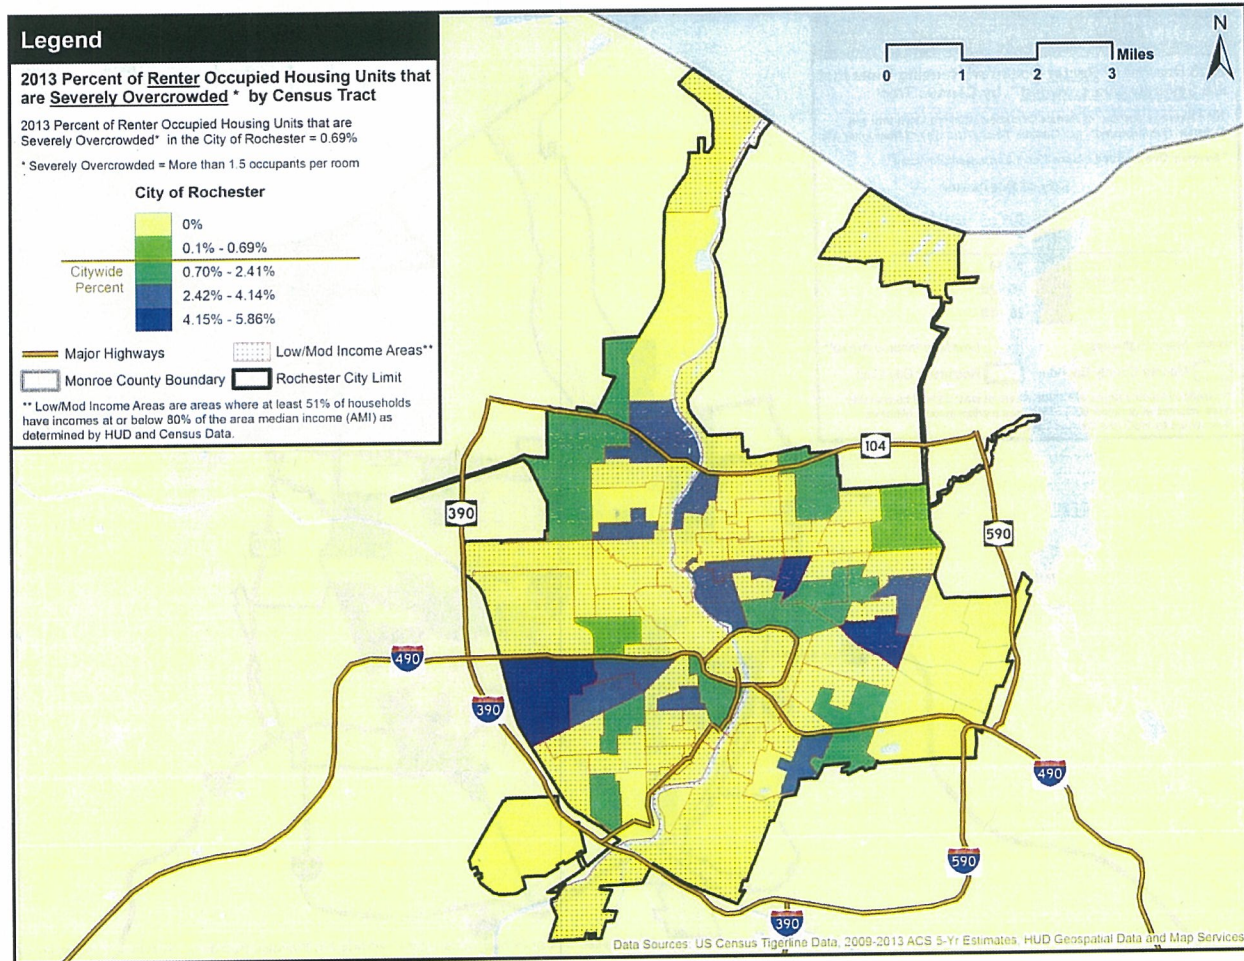 Legend
2013 Percent of Renter Occupied Housing Units that
are Severely Overcrowded * by Census Tract
2013 Percent of Renter Occupied Housing Units that are
Severely Overcrowded* in the City of Rochester = 0.69%
* Severely Overcrowded = More than 1.5 occupants per room
City of Rochester
0%
0.1% - 0.69%
Citywide
Percent
0.70% - 2.41%
2.42% - 4.14%
4.15% - 5.86%
Major Highways
Low/Mod Income Areas**
Monroe County Boundary
Rochester City Limit
** Low/Mod Income Areas are areas where at least 51% of households
have incomes at or below 80% of the area median income (AMI) as
determined by HUD and Census Data.
N
Miles
0 1 2 3
104
390
590
490
390
490
590
390
Data Sources: US Census Tigerline Data, 2009-2013 ACS 5-Yr Estimates, HUD Geospatial Data and Map Services